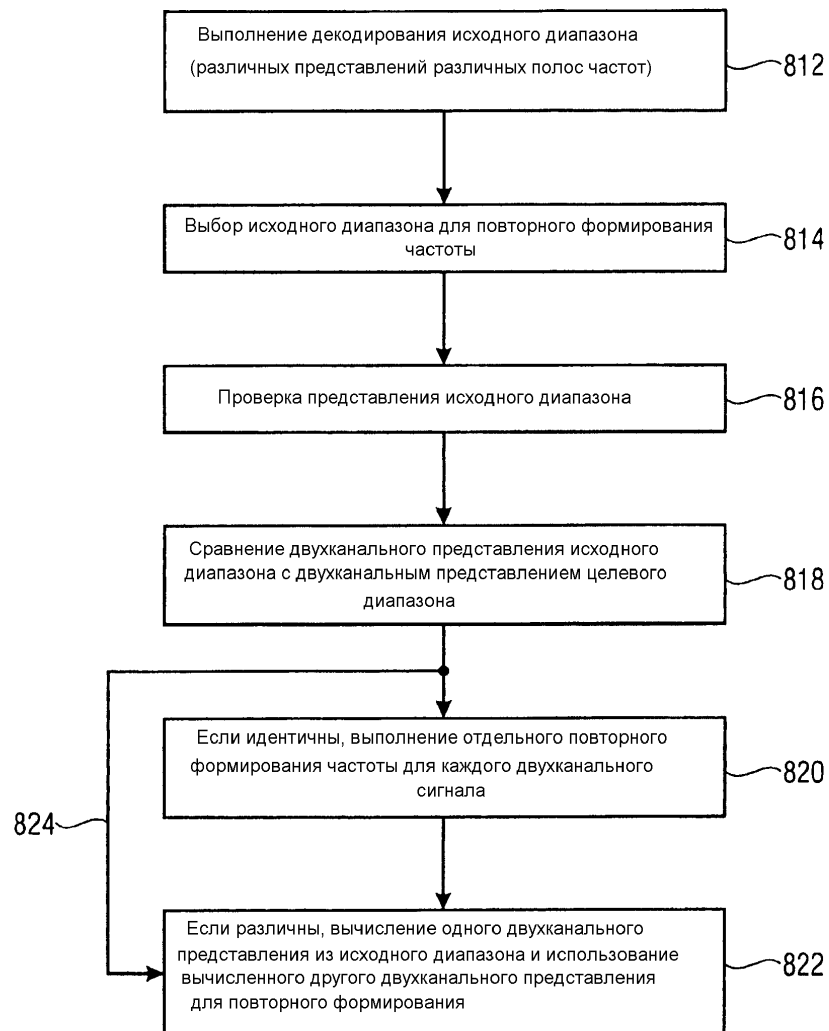 Выполнение декодирования исходного диапазона
(различных представлений различных полос частот)
812
Выбор исходного диапазона для повторного формирования
частоты
814
Проверка представления исходного диапазона
816
Сравнение двухканального представления исходного
диапазона с двухканальным представлением целевого
диапазона
818
Если идентичны, выполнение отдельного повторного
формирования частоты для каждого двухканального
сигнала
820
824
Если различны, вычисление одного двухканального
представления из исходного диапазона и использование
вычисленного другого двухканального представления
для повторного формирования
822